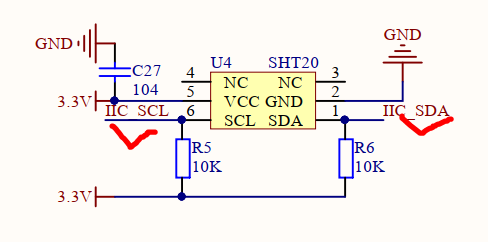 GND
GND
U4 SHT20
C27
104
4 NC NC 3
3.3V 5 VCC GND 2
IIC_SCL 6 SCL SDA 1 IIC_SDA
R5
10K
R6
10K
3.3V